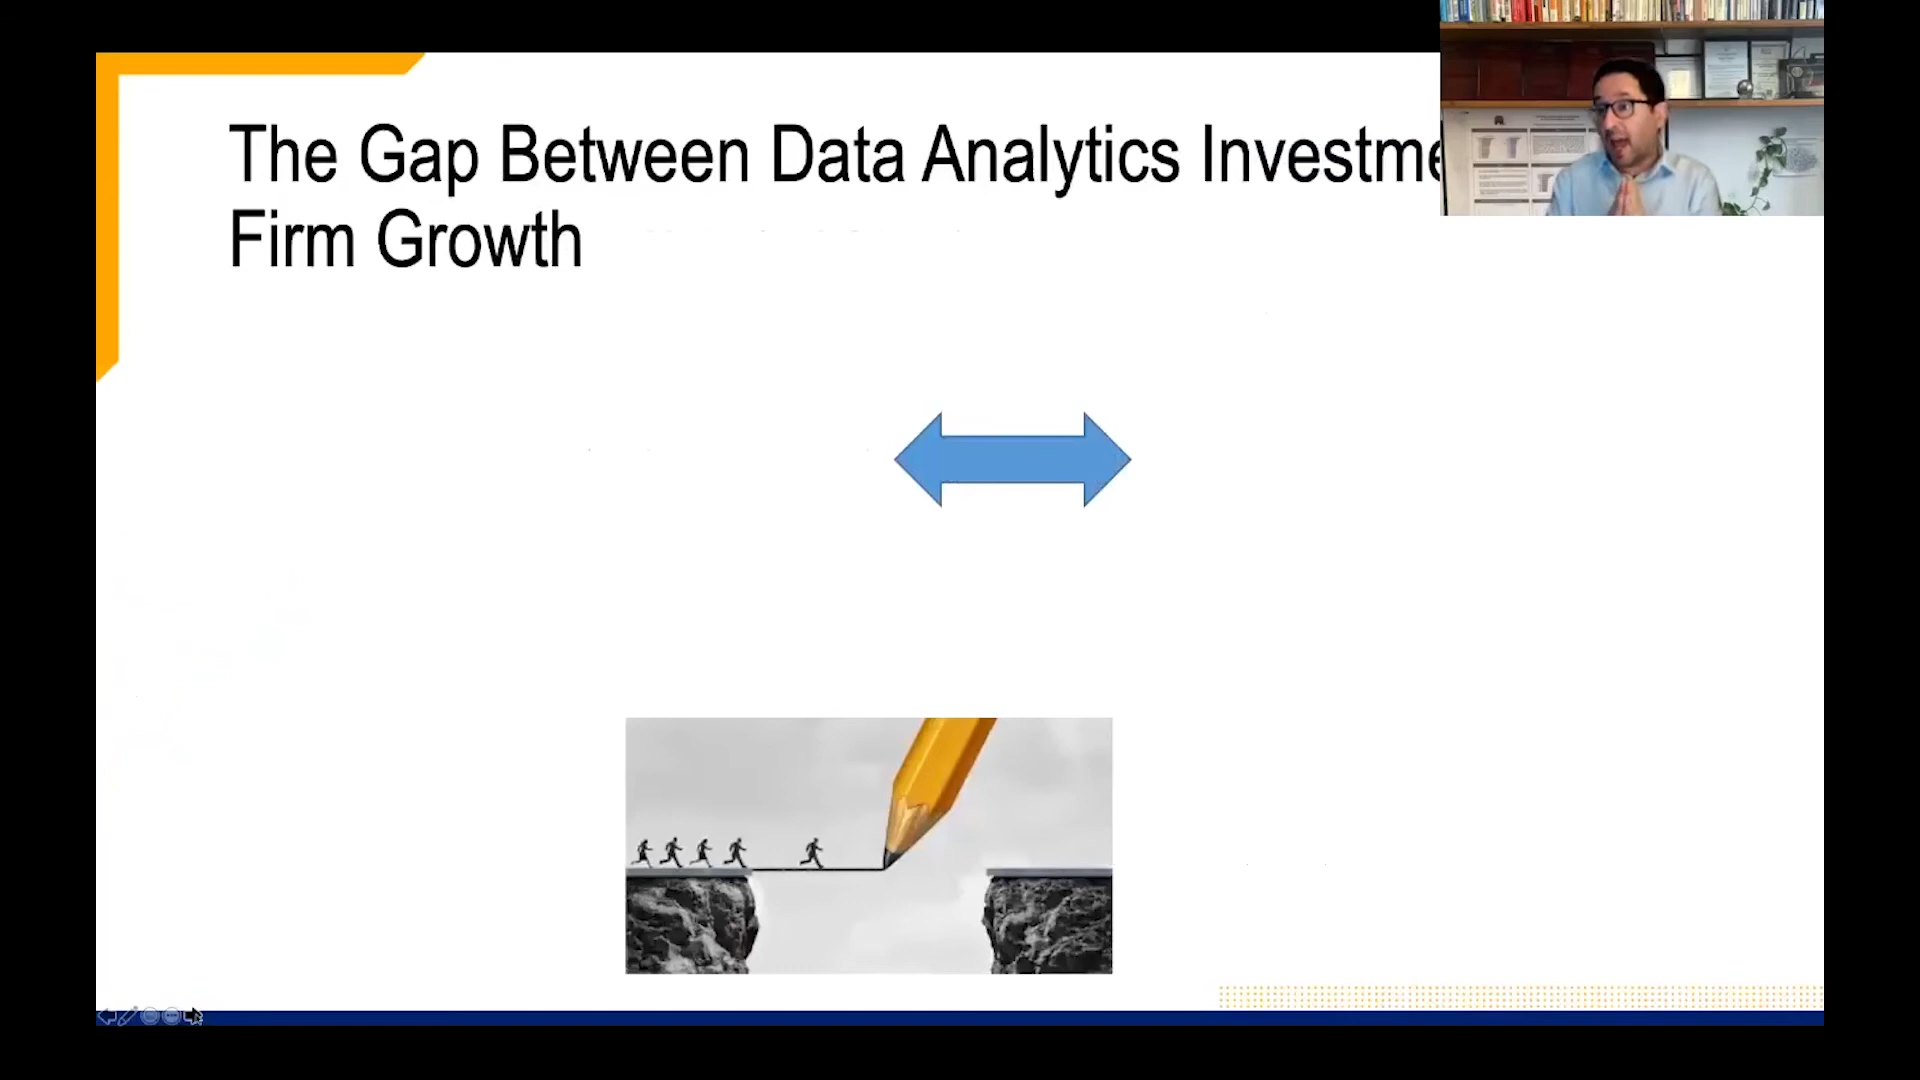 The Gap Between Data Analytics Investme
Firm Growth